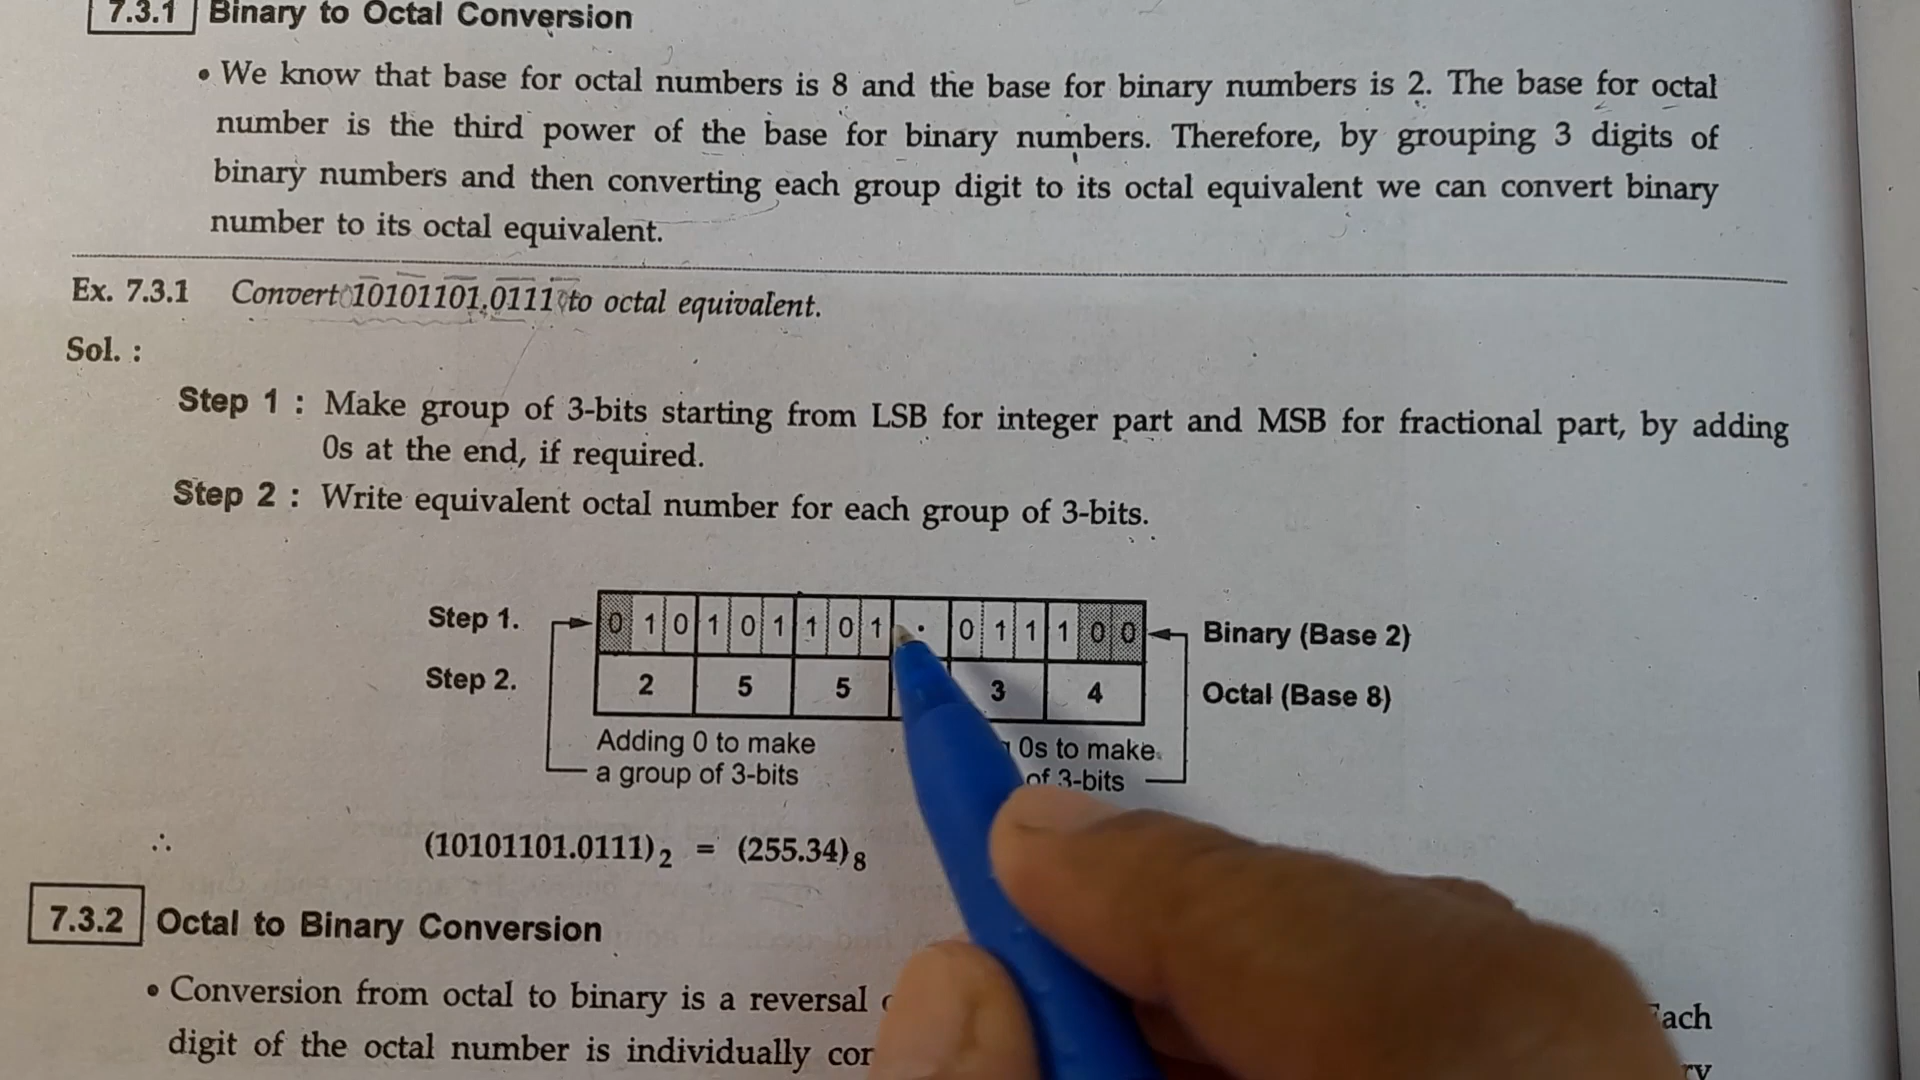 7.3.1 Binary to Octal Conversion
• We know that base for octal numbers is 8 and the base for binary numbers is 2. The base for octal
number is the third power of the base for binary numbers. Therefore, by grouping 3 digits of
binary numbers and then converting each group digit to its octal equivalent we can convert binary
number to its octal equivalent.
Ex. 7.3.1 Convert 10101101.0111 to octal equivalent.
Sol. :
Step 1 : Make group of 3-bits starting from LSB for integer part and MSB for fractional part, by adding
0s at the end, if required.
Step 2 : Write equivalent octal number for each group of 3-bits.
Step 1. 0 1 0 1 0 1 1 0 1 . 0 1 1 1 0 0 Binary (Base 2)
Step 2. 2 5 5 3 4 Octal (Base 8)
Adding 0 to make 0s to make
a group of 3-bits of 3-bits
∴ (10101101.0111)2 = (255.34)8
7.3.2 Octal to Binary Conversion
• Conversion from octal to binary is a reversal
digit of the octal number is individually